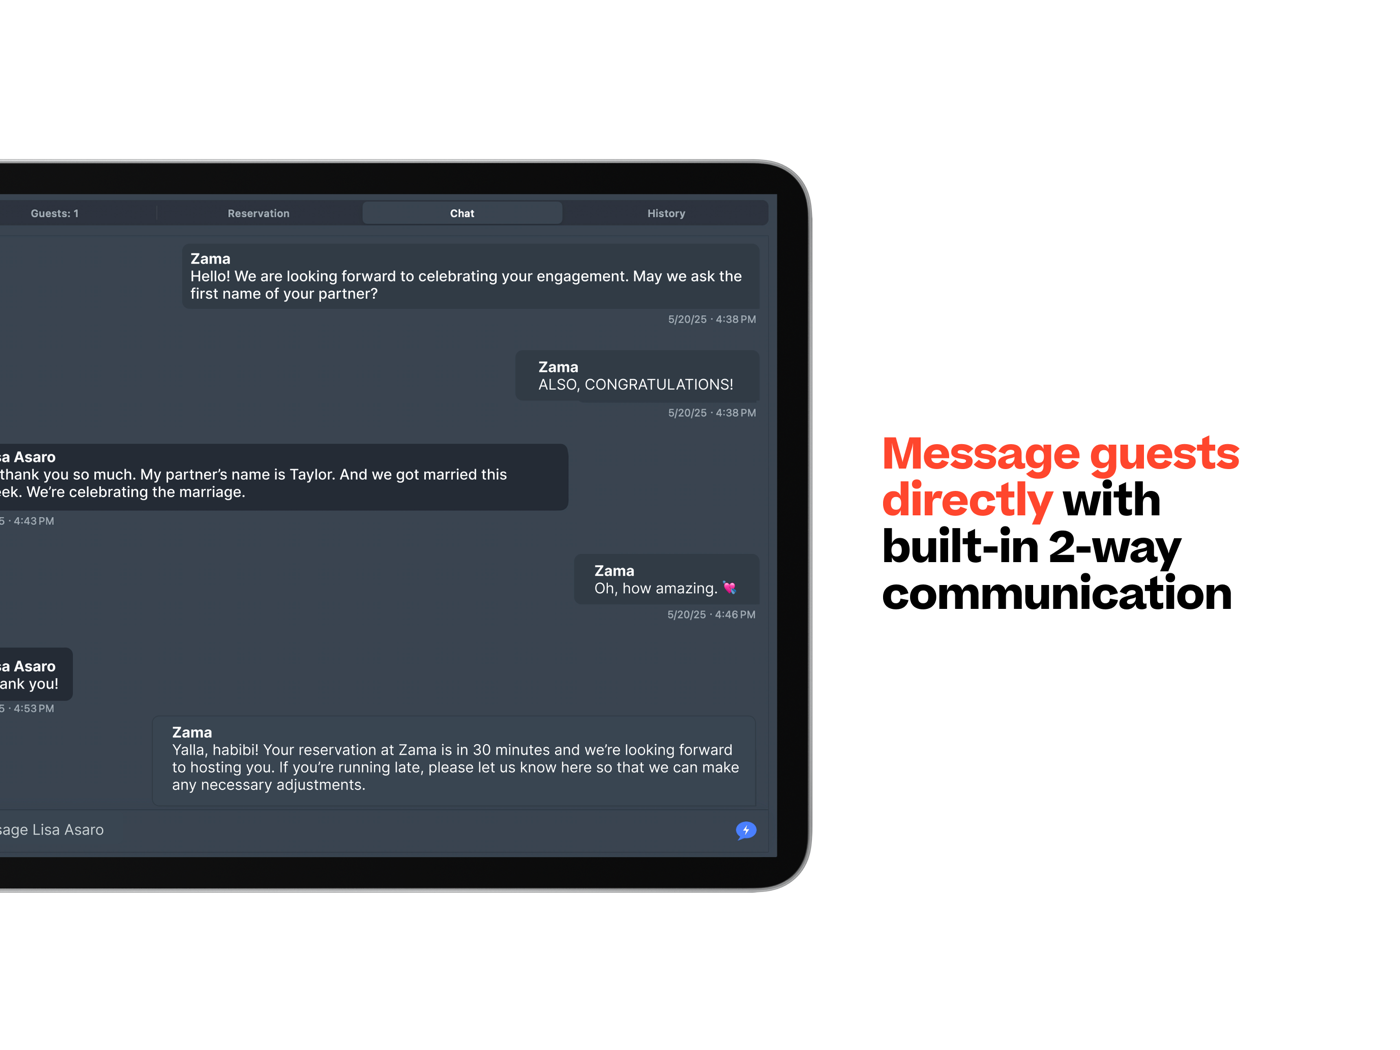 Guests: 1
Reservation
Chat
History
Zama
Hello! We are looking forward to celebrating your engagement. May we ask the
first name of your partner?
5/20/25 · 4:38 PM
Zama
ALSO, CONGRATULATIONS!
5/20/25 · 4:38 PM
sa Asaro
thank you so much. My partner’s name is Taylor. And we got married this
eek. We’re celebrating the marriage.
5 · 4:43 PM
Zama
Oh, how amazing. 💘
5/20/25 · 4:46 PM
sa Asaro
ank you!
5 · 4:53 PM
Zama
Yalla, habibi! Your reservation at Zama is in 30 minutes and we’re looking forward
to hosting you. If you’re running late, please let us know here so that we can make
any necessary adjustments.
sage Lisa Asaro
Message guests
directly with
built-in 2-way
communication